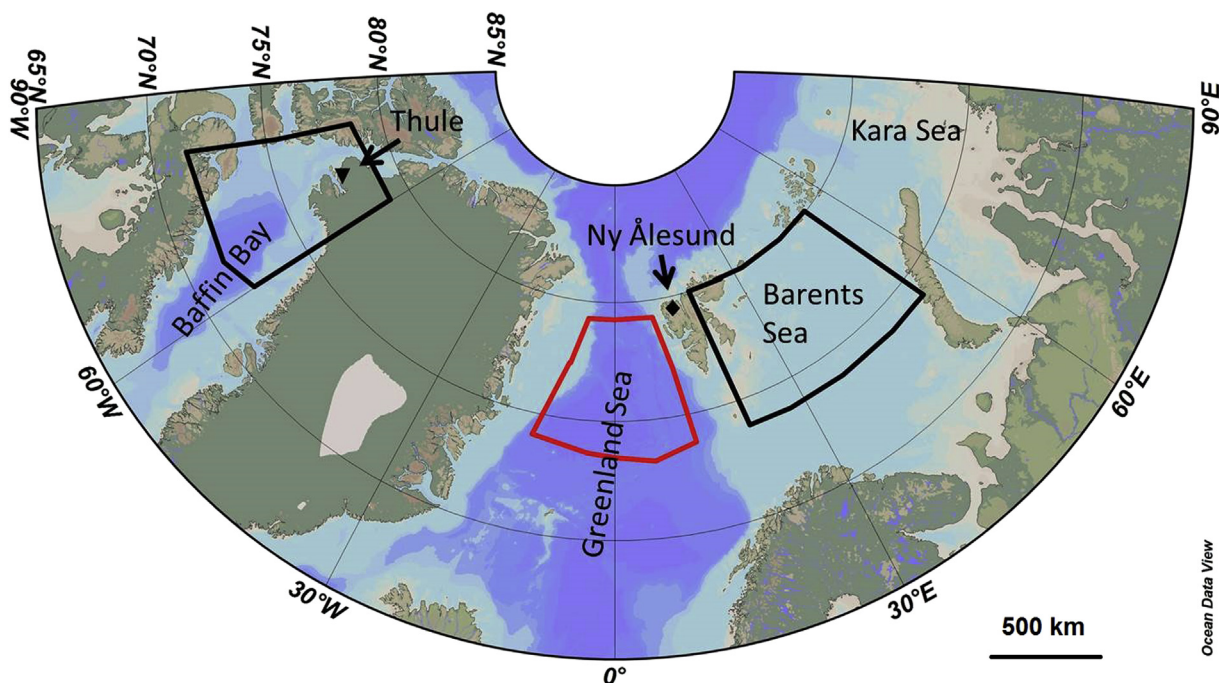 65°N
70°N
75°N
80°N
85°N
90°W
90°E
Thule
Kara Sea
Ny Ålesund
Baffin Bay
Barents
Sea
Greenland Sea
60°W
60°E
30°W
30°E
0°
500 km
Ocean Data View